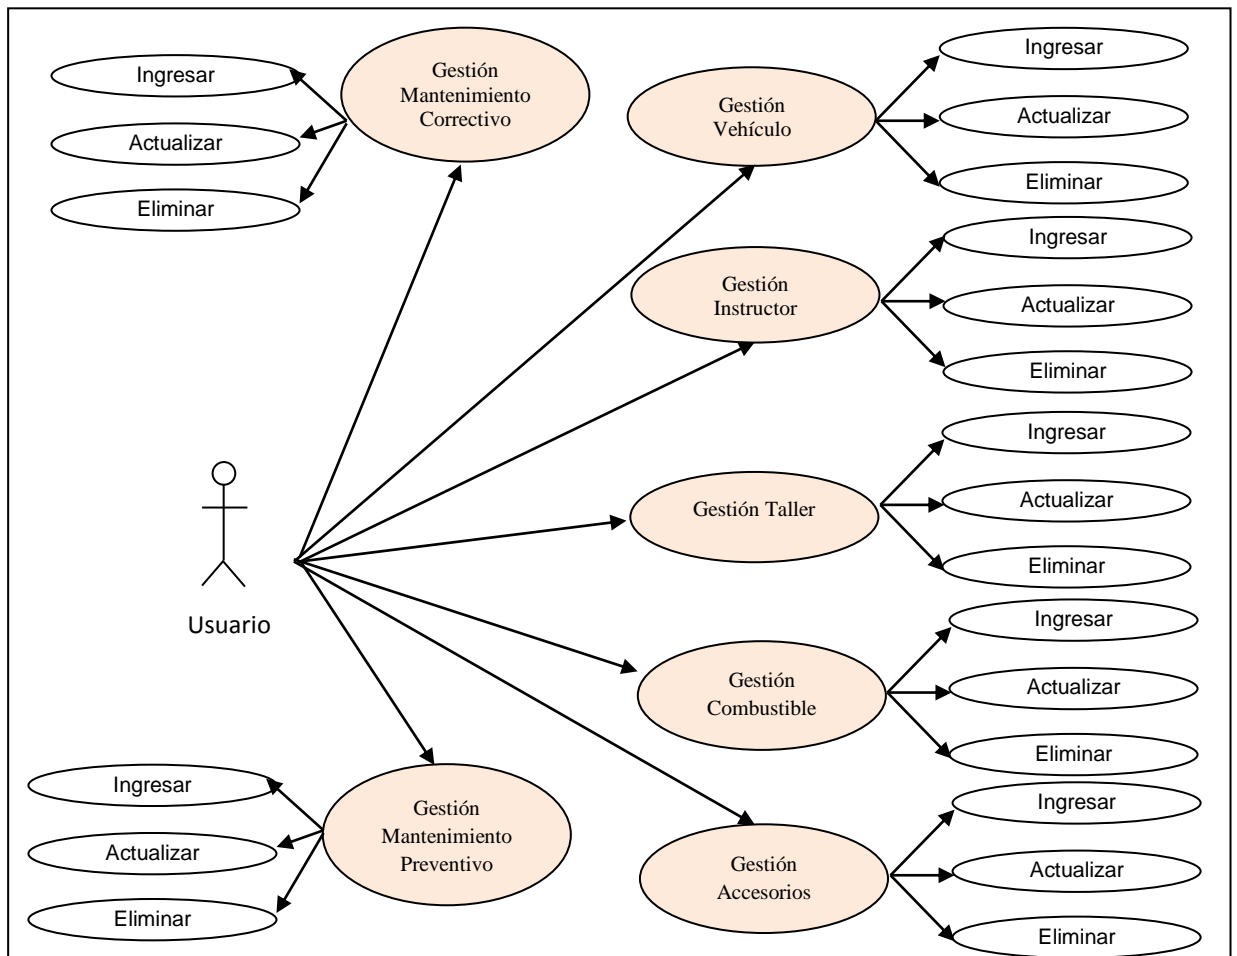 Gestión
Mantenimiento
Correctivo
Ingresar
Actualizar
Eliminar
Gestión
Vehículo
Ingresar
Actualizar
Eliminar
Gestión
Instructor
Ingresar
Actualizar
Eliminar
Gestión Taller
Ingresar
Actualizar
Eliminar
Usuario
Gestión
Combustible
Ingresar
Actualizar
Eliminar
Gestión
Mantenimiento
Preventivo
Ingresar
Actualizar
Eliminar
Gestión
Accesorios
Ingresar
Actualizar
Eliminar